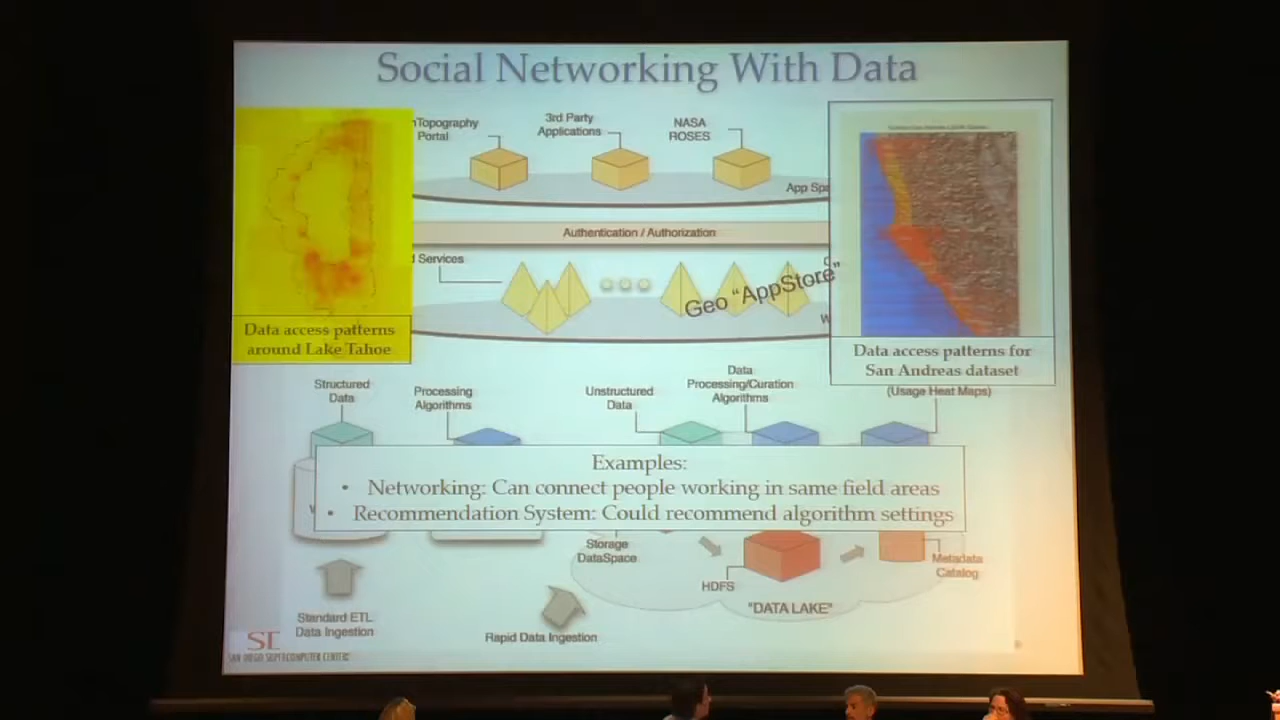 Social Networking With Data
Topography
Portal
3rd Party
Applications
NASA
ROSES
App
Authentication / Authorization
Services
Geo "AppStore"
Data access patterns
around Lake Tahoe
Data access patterns for
San Andreas dataset
(Usage Heat Maps)
Structured
Data
Processing
Algorithms
Unstructured
Data
Data
Processing/Curation
Algorithms
Examples:
• Networking: Can connect people working in same field areas
• Recommendation System: Could recommend algorithm settings
Storage
DataSpace
HDFS
Metadata
Catalog
"DATA LAKE"
Standard ETL
Data Ingestion
Rapid Data Ingestion
SAN DIEGO SUPERCOMPUTER CENTER